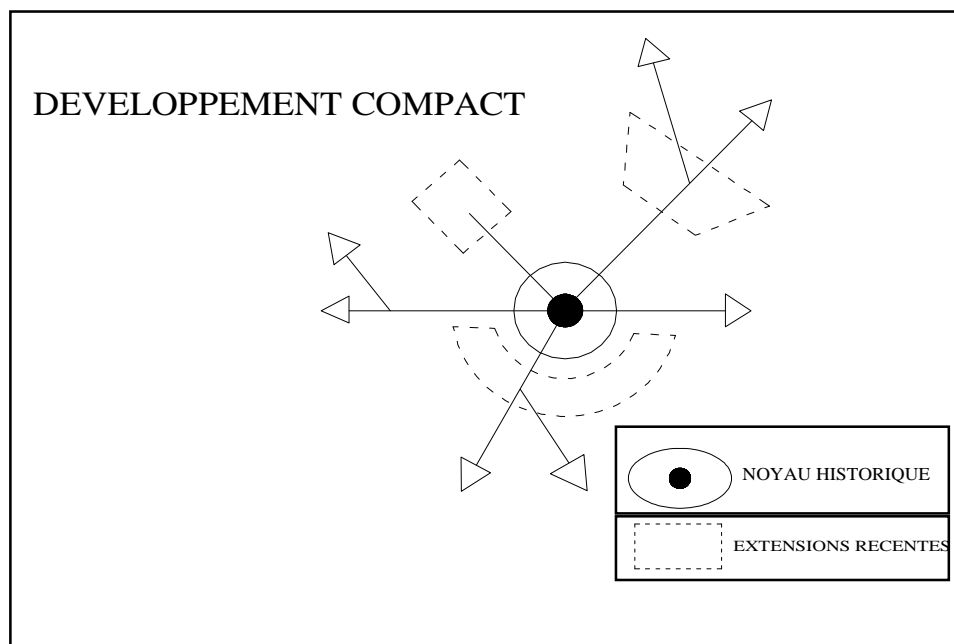 DEVELOPPEMENT COMPACT
NOYAU HISTORIQUE
EXTENSIONS RECENTES